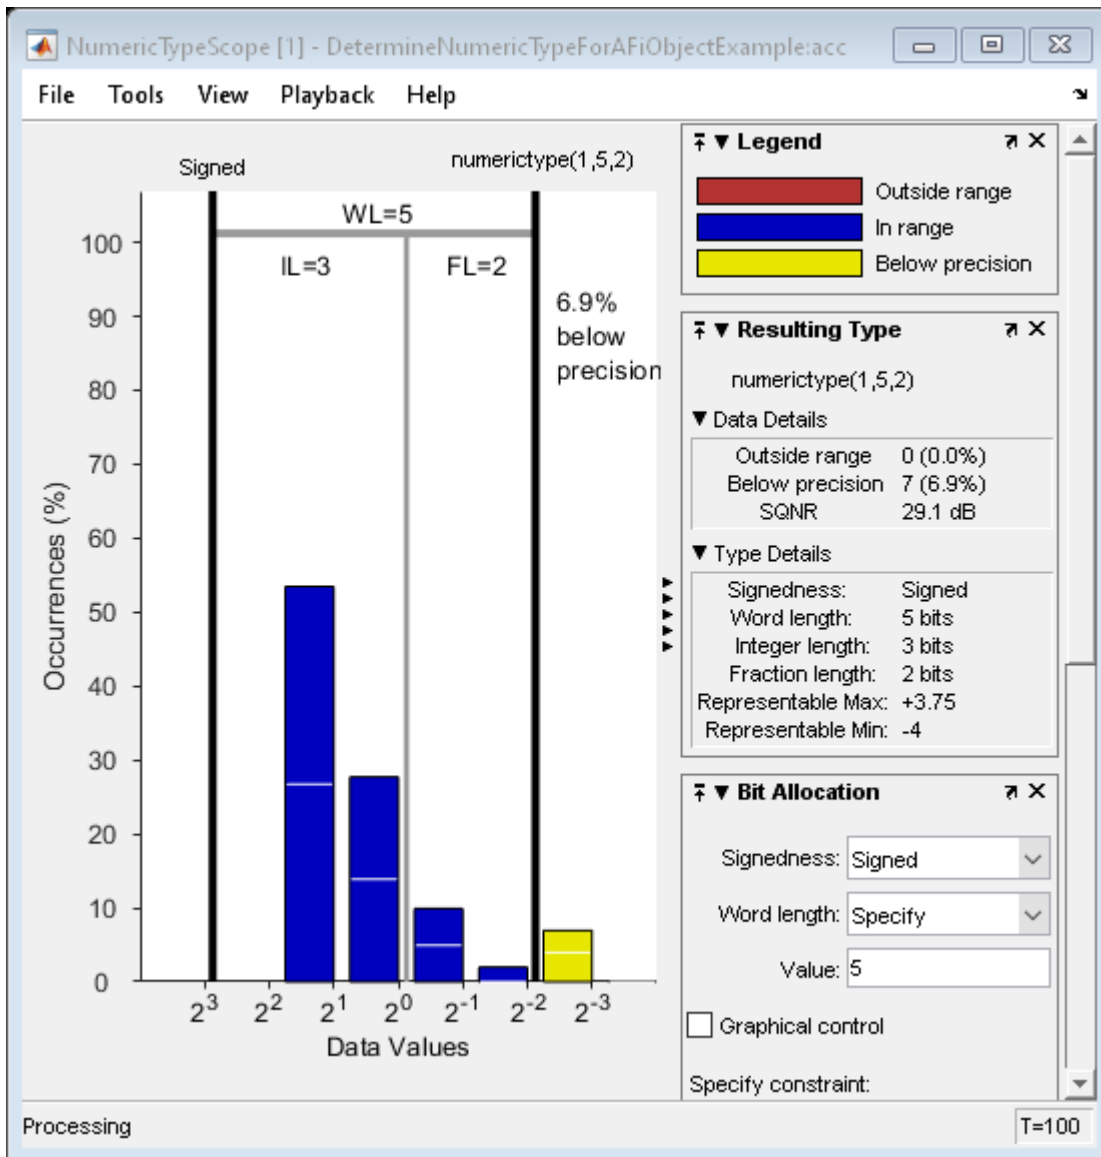 NumericTypeScope [1] - DetermineNumericTypeForAFiObjectExample:acc
File Tools View Playback Help
Signed
numerictype(1,5,2)
WL=5
IL=3
FL=2
6.9%
below
precision
100
90
80
70
60
50
40
30
20
10
0
Occurrences (%)
2^3 2^2 2^1 2^0 2^-1 2^-2 2^-3
Data Values
Legend
Outside range
In range
Below precision
Resulting Type
numerictype(1,5,2)
Data Details
Outside range 0 (0.0%)
Below precision 7 (6.9%)
SQNR 29.1 dB
Type Details
Signedness: Signed
Word length: 5 bits
Integer length: 3 bits
Fraction length: 2 bits
Representable Max: +3.75
Representable Min: -4
Bit Allocation
Signedness: Signed
Word length: Specify
Value: 5
Graphical control
Specify constraint:
Processing
T=100